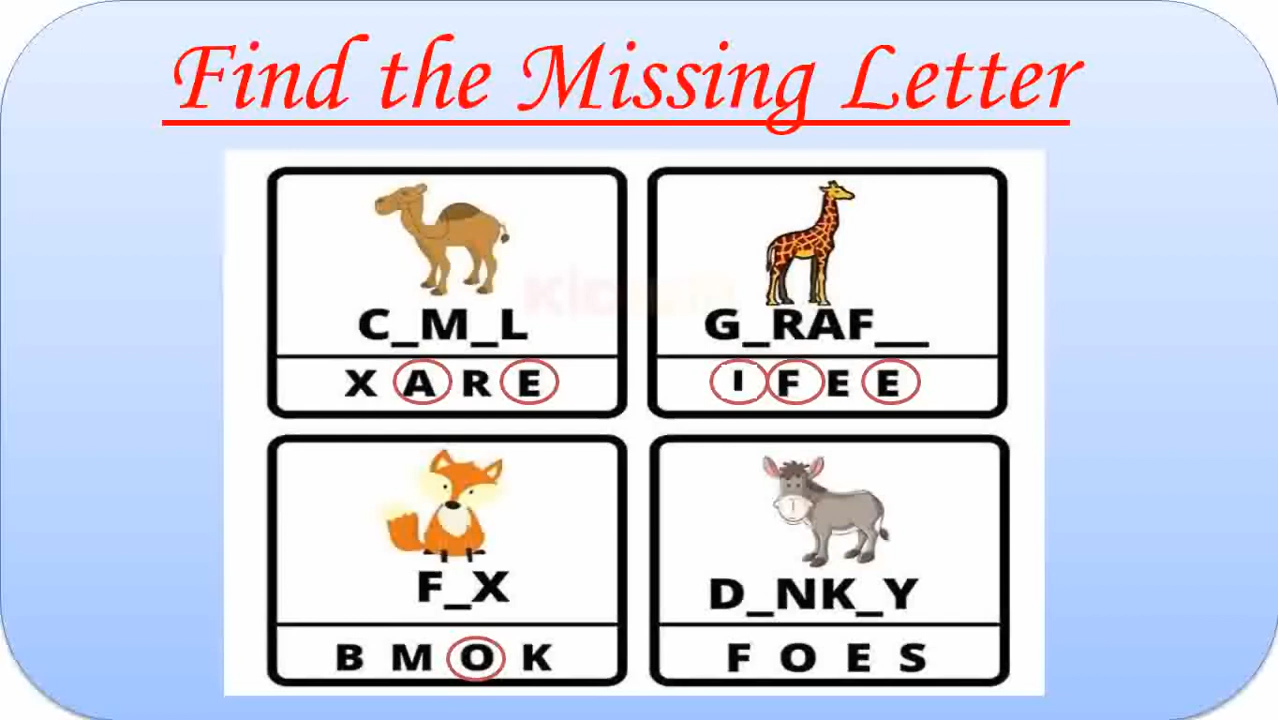 Find the Missing Letter
C_M_L
X A R E
G_RAF__
I F E E
F_X
B M O K
D_NK_Y
F O E S